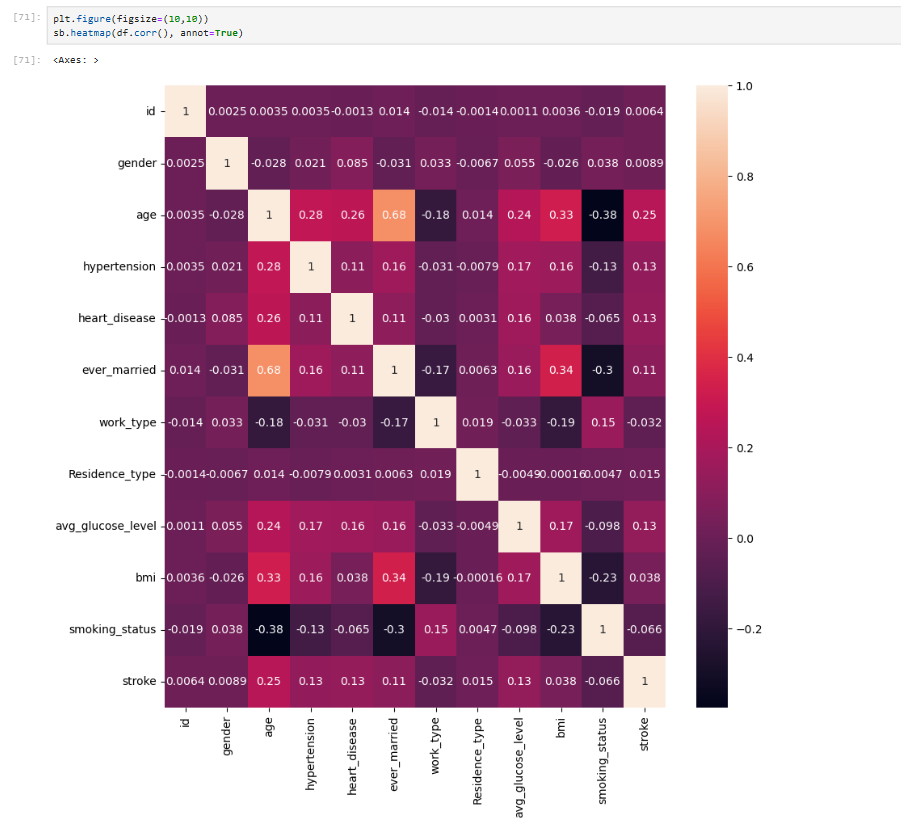 [71]: plt.figure(figsize=(10,10))
sb.heatmap(df.corr(), annot=True)
[71]: <Axes: >
id 1 0.0025 0.0035 0.0035 -0.0013 0.014 -0.014 -0.0014 0.0011 0.0036 -0.019 0.0064
gender 0.0025 1 -0.028 0.021 0.085 -0.031 0.033 -0.0067 0.055 -0.026 0.038 0.0089
age 0.0035 -0.028 1 0.28 0.26 0.68 -0.18 0.014 0.24 0.33 -0.38 0.25
hypertension 0.0035 0.021 0.28 1 0.11 0.16 -0.031 -0.0079 0.17 0.16 -0.13 0.13
heart_disease -0.0013 0.085 0.26 0.11 1 0.11 -0.03 0.0031 0.16 0.038 -0.065 0.13
ever_married 0.014 -0.031 0.68 0.16 0.11 1 -0.17 0.0063 0.16 0.34 -0.3 0.11
work_type -0.014 0.033 -0.18 -0.031 -0.03 -0.17 1 0.019 -0.033 -0.19 0.15 -0.032
Residence_type -0.0014 -0.0067 0.014 -0.0079 0.0031 0.0063 0.019 1 -0.0049 -0.00016 0.0047 0.015
avg_glucose_level 0.0011 0.055 0.24 0.17 0.16 0.16 -0.033 -0.0049 1 0.17 -0.098 0.13
bmi 0.0036 -0.026 0.33 0.16 0.038 0.34 -0.19 -0.00016 0.17 1 -0.23 0.038
smoking_status -0.019 0.038 -0.38 -0.13 -0.065 -0.3 0.15 0.0047 -0.098 -0.23 1 -0.066
stroke 0.0064 0.0089 0.25 0.13 0.13 0.11 -0.032 0.015 0.13 0.038 -0.066 1
id
gender
age
hypertension
heart_disease
ever_married
work_type
Residence_type
avg_glucose_level
bmi
smoking_status
stroke
1.0
0.8
0.6
0.4
0.2
0.0
−0.2